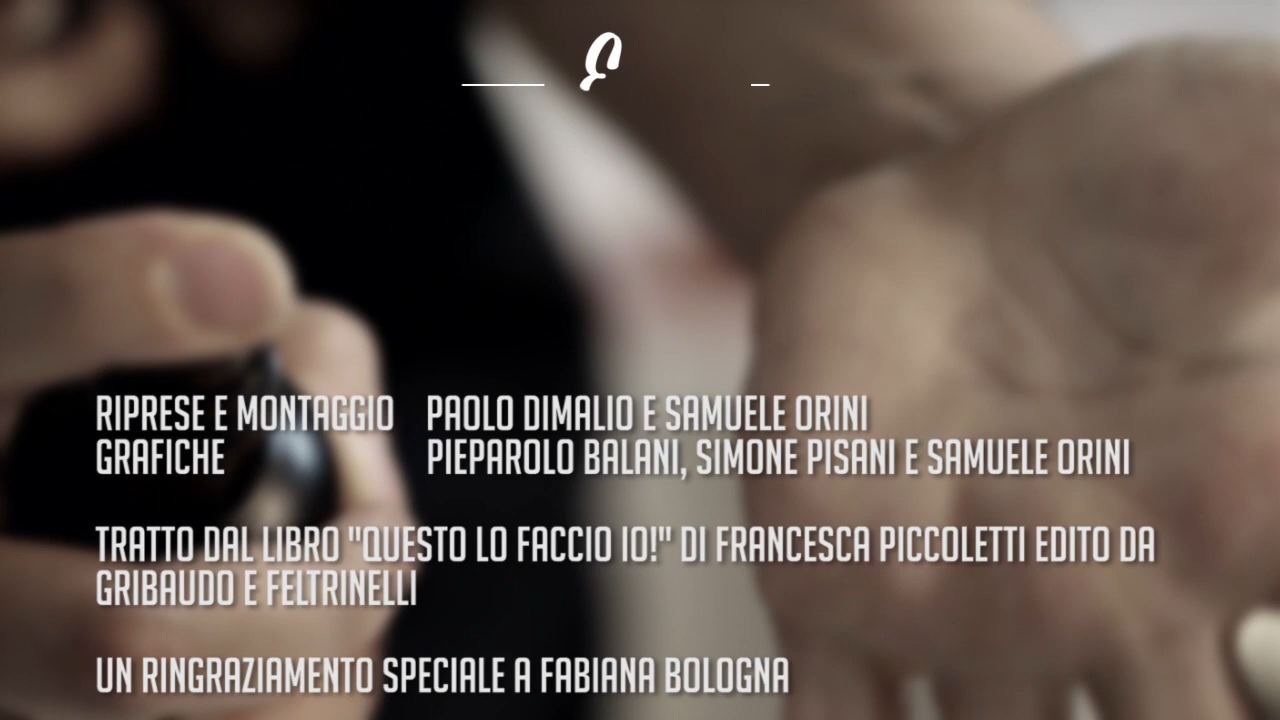 RIPRESE E MONTAGGIO PAOLO DIMALIO E SAMUELE ORINI
GRAFICHE PIEPAROLO BALANI, SIMONE PISANI E SAMUELE ORINI
TRATTO DAL LIBRO "QUESTO LO FACCIO IO!" DI FRANCESCA PICCOLETTI EDITO DA
GRIBAUDO E FELTRINELLI
UN RINGRAZIAMENTO SPECIALE A FABIANA BOLOGNA